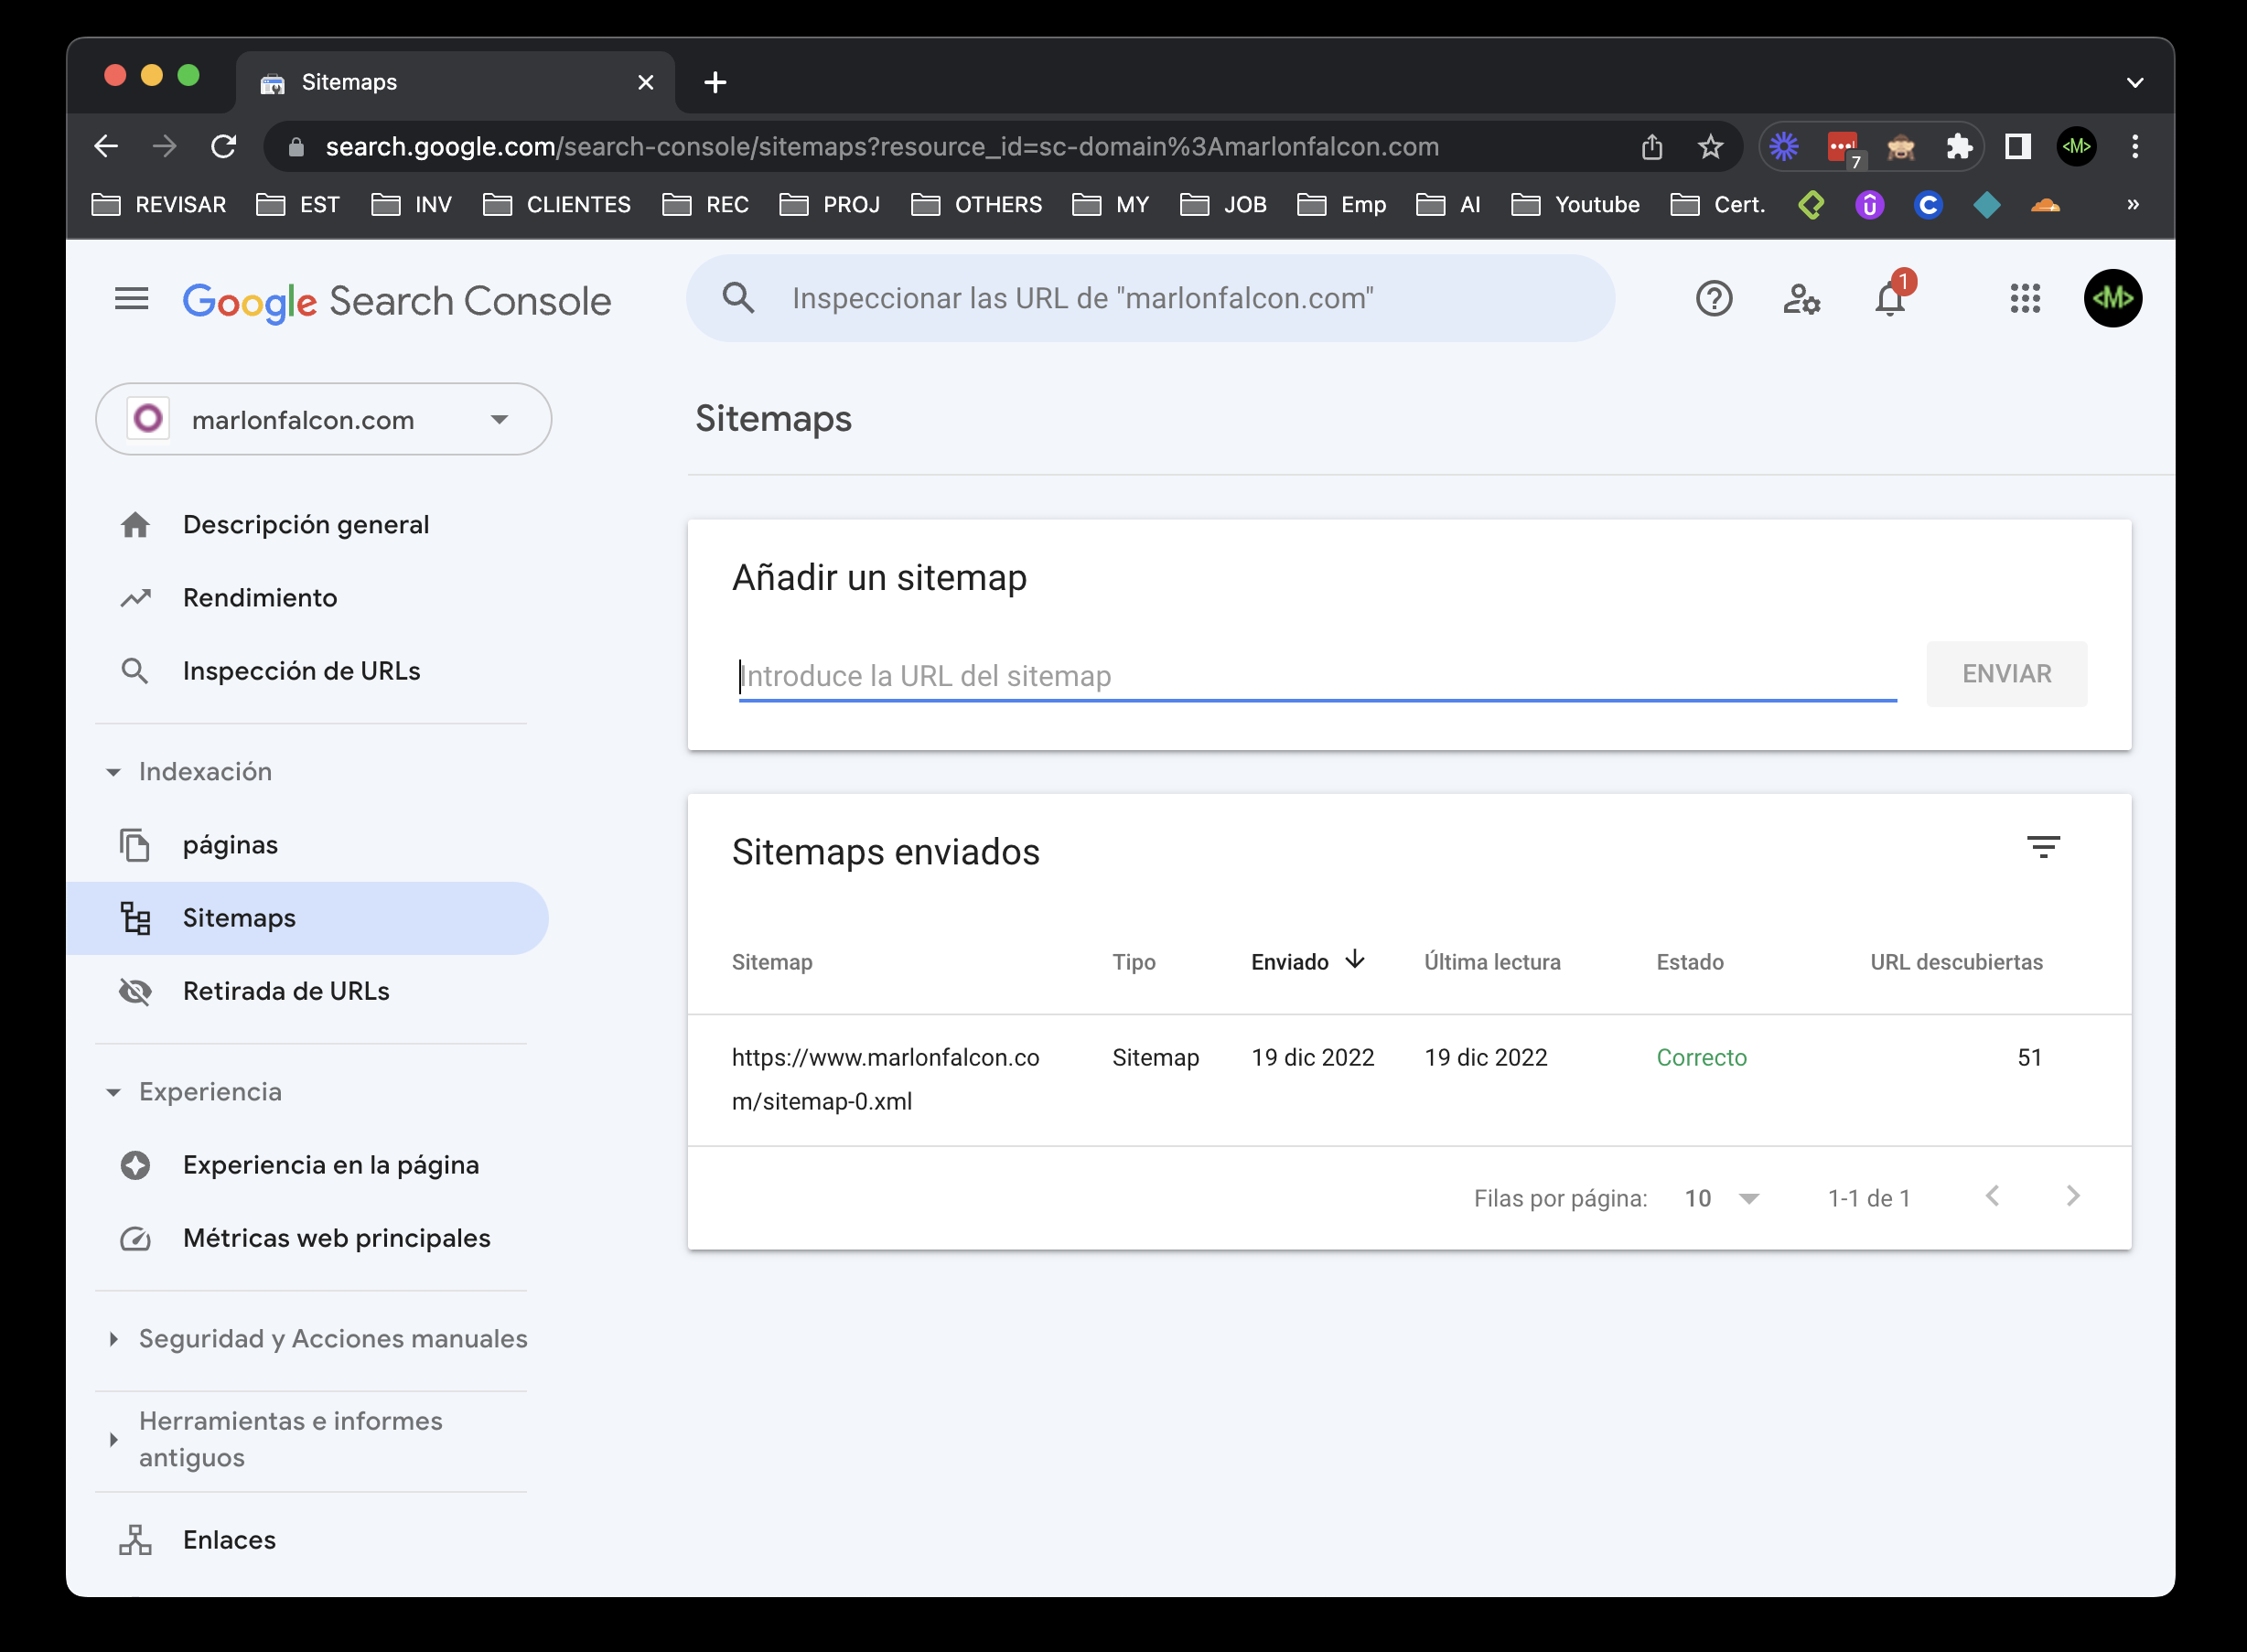 Sitemaps
search.google.com/search-console/sitemaps?resource_id=sc-domain%3Amarlonfalcon.com
7
<M>
REVISAR EST INV CLIENTES REC PROJ OTHERS MY JOB Emp AI Youtube Cert. »
Google Search Console
Inspeccionar las URL de "marlonfalcon.com"
1
<M>
marlonfalcon.com
Descripción general
Rendimiento
Inspección de URLs
Indexación
páginas
Sitemaps
Retirada de URLs
Experiencia
Experiencia en la página
Métricas web principales
Seguridad y Acciones manuales
Herramientas e informes
antiguos
Enlaces
Sitemaps
Añadir un sitemap
Introduce la URL del sitemap
ENVIAR
Sitemaps enviados
Sitemap Tipo Enviado Última lectura Estado URL descubiertas
https://www.marlonfalcon.co Sitemap 19 dic 2022 19 dic 2022 Correcto 51
m/sitemap-0.xml
Filas por página: 10 1-1 de 1